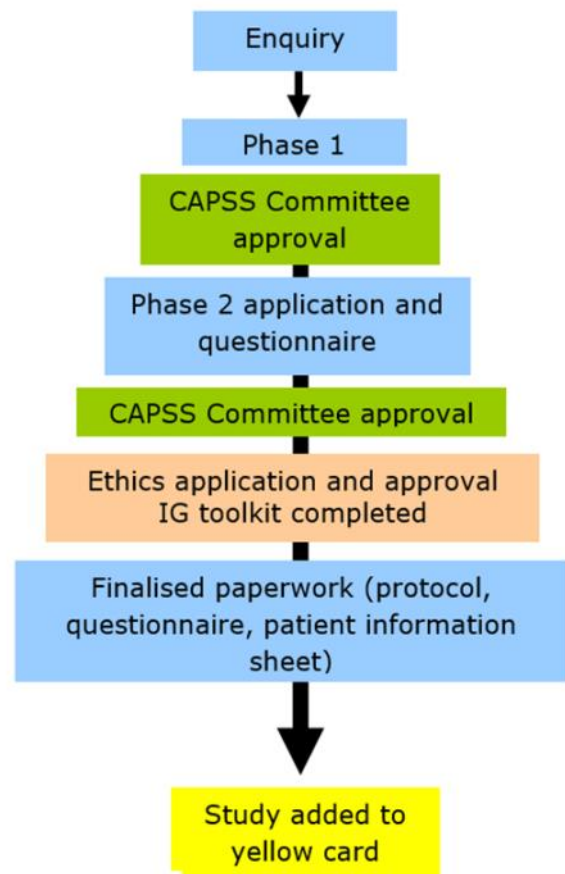 Enquiry
Phase 1
CAPSS Committee
approval
Phase 2 application and
questionnaire
CAPSS Committee approval
Ethics application and approval
IG toolkit completed
Finalised paperwork (protocol,
questionnaire, patient information
sheet)
Study added to
yellow card